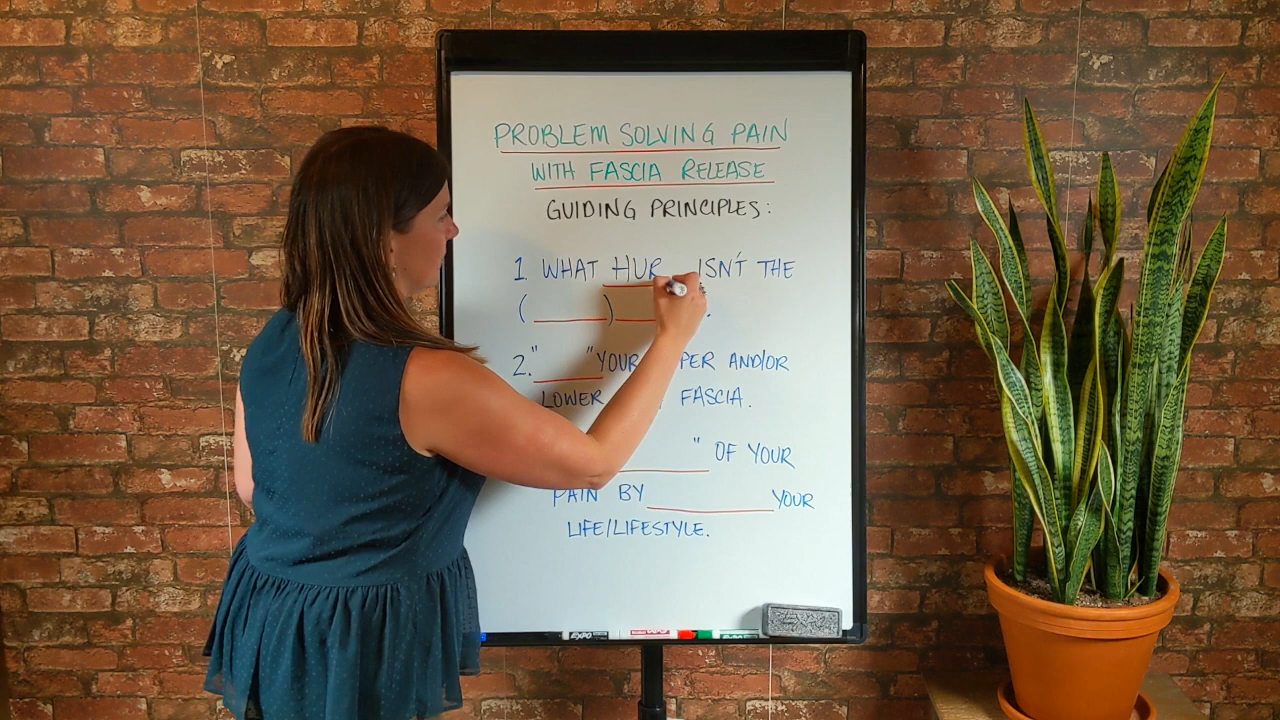 PROBLEM SOLVING PAIN
WITH FASCIA RELEASE
GUIDING PRINCIPLES:
1. WHAT HUR ISN'T THE
( ) .
2. " " YOUR PER AND/OR
LOWER FASCIA.
" OF YOUR
PAIN BY YOUR
LIFE/LIFESTYLE.
EXPO